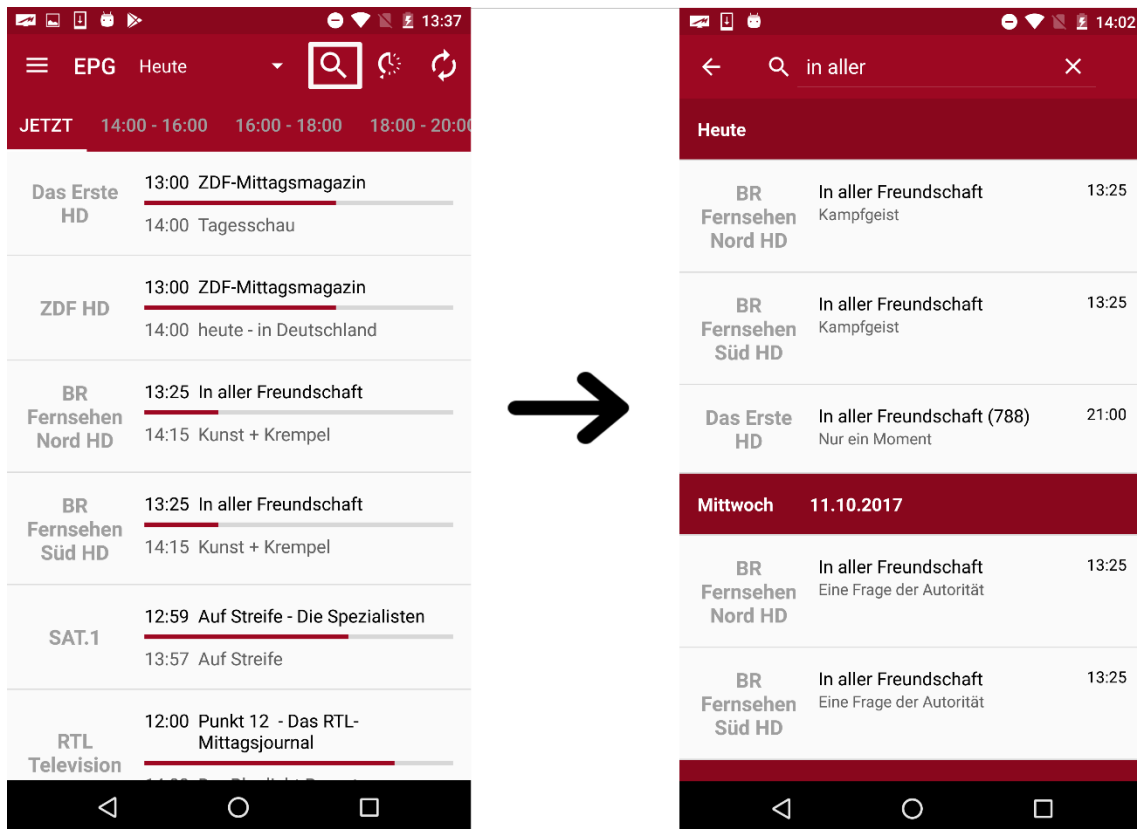 13:37
EPG Heute
JETZT 14:00 - 16:00 16:00 - 18:00 18:00 - 20:00
Das Erste HD
13:00 ZDF-Mittagsmagazin
14:00 Tagesschau
ZDF HD
13:00 ZDF-Mittagsmagazin
14:00 heute - in Deutschland
BR
Fernsehen
Nord HD
13:25 In aller Freundschaft
14:15 Kunst + Krempel
BR
Fernsehen
Süd HD
13:25 In aller Freundschaft
14:15 Kunst + Krempel
SAT.1
12:59 Auf Streife - Die Spezialisten
13:57 Auf Streife
RTL
Television
12:00 Punkt 12 - Das RTL-
Mittagsjournal
14:02
in aller
Heute
BR
Fernsehen
Nord HD
In aller Freundschaft 13:25
Kampfgeist
BR
Fernsehen
Süd HD
In aller Freundschaft 13:25
Kampfgeist
Das Erste
HD
In aller Freundschaft (788) 21:00
Nur ein Moment
Mittwoch 11.10.2017
BR
Fernsehen
Nord HD
In aller Freundschaft 13:25
Eine Frage der Autorität
BR
Fernsehen
Süd HD
In aller Freundschaft 13:25
Eine Frage der Autorität